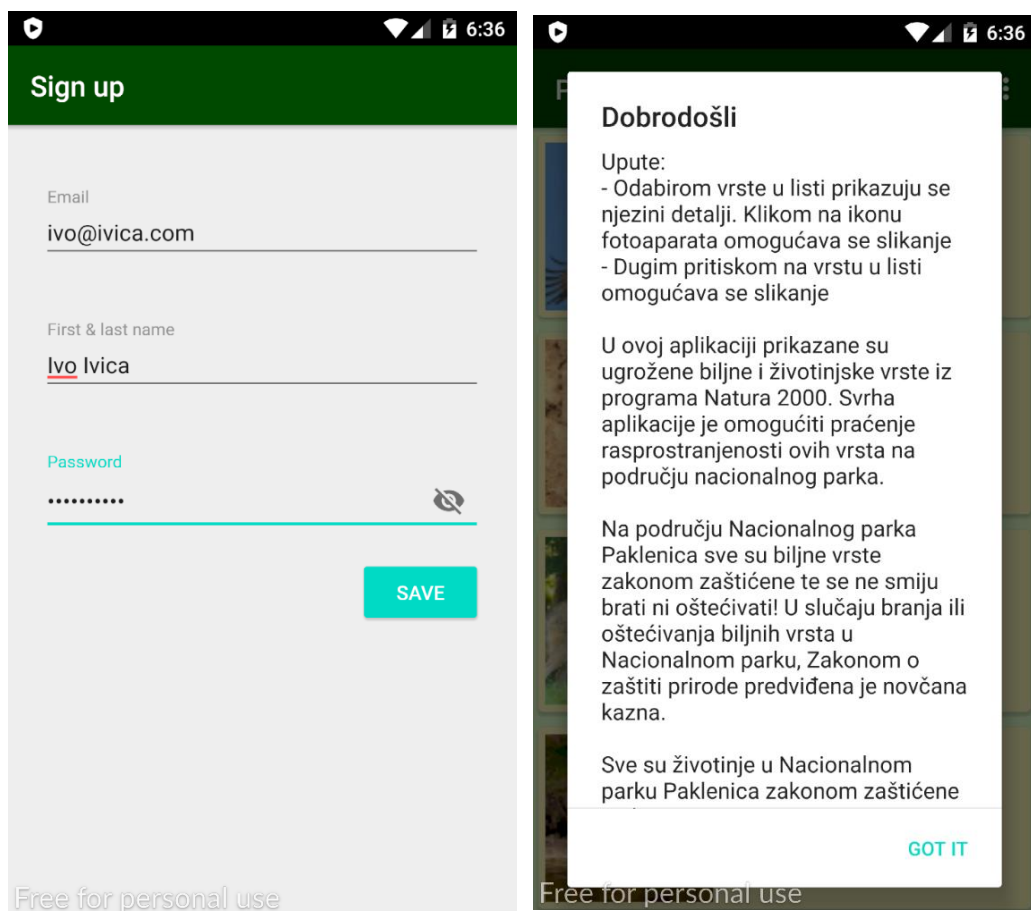 6:36
Sign up
Email
ivo@ivica.com
First & last name
Ivo Ivica
Password
••••••••••
SAVE
Free for personal use
6:36
P
Dobrodošli
Upute:
- Odabirom vrste u listi prikazuju se
njezini detalji. Klikom na ikonu
fotoaparata omogućava se slikanje
- Dugim pritiskom na vrstu u listi
omogućava se slikanje
U ovoj aplikaciji prikazane su
ugrožene biljne i životinjske vrste iz
programa Natura 2000. Svrha
aplikacije je omogućiti praćenje
rasprostranjenosti ovih vrsta na
području nacionalnog parka.
Na području Nacionalnog parka
Paklenica sve su biljne vrste
zakonom zaštićene te se ne smiju
brati ni oštećivati! U slučaju branja ili
oštećivanja biljnih vrsta u
Nacionalnom parku, Zakonom o
zaštiti prirode predviđena je novčana
kazna.
Sve su životinje u Nacionalnom
parku Paklenica zakonom zaštićene
GOT IT
Free for personal use